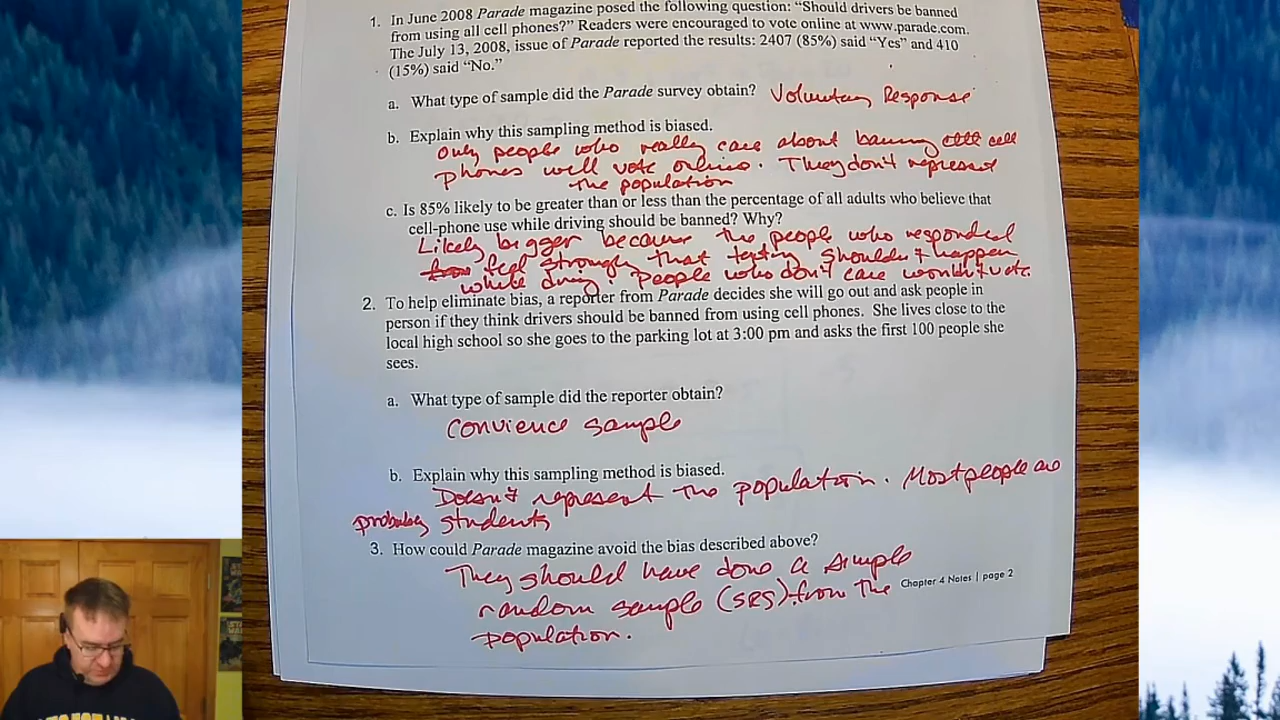 1. In June 2008 Parade magazine posed the following question: “Should drivers be banned
from using all cell phones?” Readers were encouraged to vote online at www.parade.com.
The July 13, 2008, issue of Parade reported the results: 2407 (85%) said “Yes” and 410
(15%) said “No.”
a. What type of sample did the Parade survey obtain? Voluntary Response
b. Explain why this sampling method is biased.
Only people who really care about banning cell
phones will vote online. They don't represent
the population
c. Is 85% likely to be greater than or less than the percentage of all adults who believe that
cell-phone use while driving should be banned? Why?
Likely bigger because the people who responded
feel strongly that texting shouldn't happen
while driving. People who don't care wouldn't vote.
2. To help eliminate bias, a reporter from Parade decides she will go out and ask people in
person if they think drivers should be banned from using cell phones. She lives close to the
local high school so she goes to the parking lot at 3:00 pm and asks the first 100 people she
sees.
a. What type of sample did the reporter obtain?
Convience sample
b. Explain why this sampling method is biased.
Doesn't represent the population. Most people are
probably students
3. How could Parade magazine avoid the bias described above?
They should have done a simple
random sample (SRS) from the
population.
Chapter 4 Notes | page 2
STAR
WARS